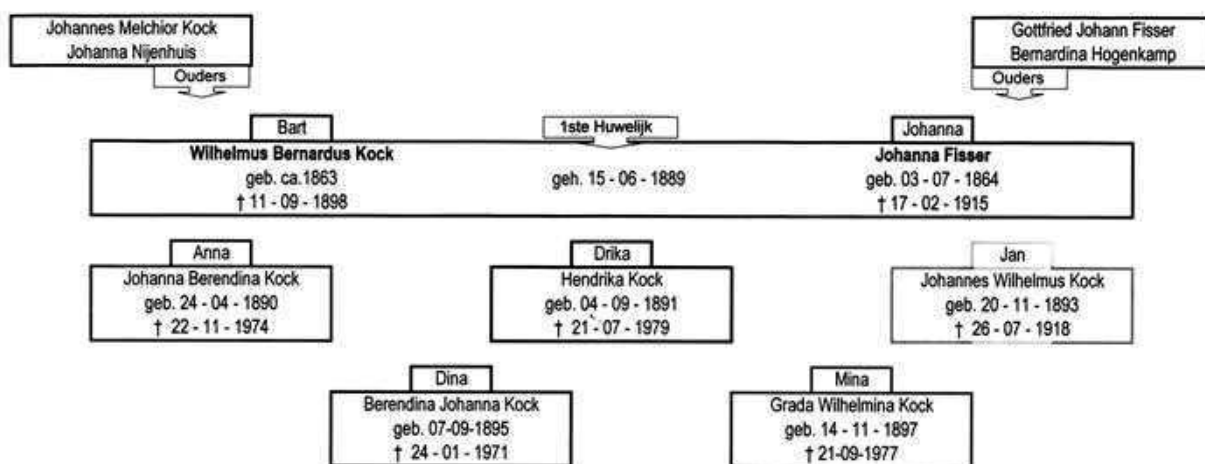 Johannes Melchior Kock
Johanna Nijenhuis
Ouders
Gottfried Johann Fisser
Bernardina Hogenkamp
Ouders
Bart
1ste Huwelijk
Johanna
Wilhelmus Bernardus Kock
geb. ca.1863
† 11 - 09 - 1898
geh. 15 - 06 - 1889
Johanna Fisser
geb. 03 - 07 - 1864
† 17 - 02 - 1915
Anna
Johanna Berendina Kock
geb. 24 - 04 - 1890
† 22 - 11 - 1974
Drika
Hendrika Kock
geb. 04 - 09 - 1891
† 21 - 07 - 1979
Jan
Johannes Wilhelmus Kock
geb. 20 - 11 - 1893
† 26 - 07 - 1918
Dina
Berendina Johanna Kock
geb. 07-09-1895
† 24 - 01 - 1971
Mina
Grada Wilhelmina Kock
geb. 14 - 11 - 1897
† 21-09-1977